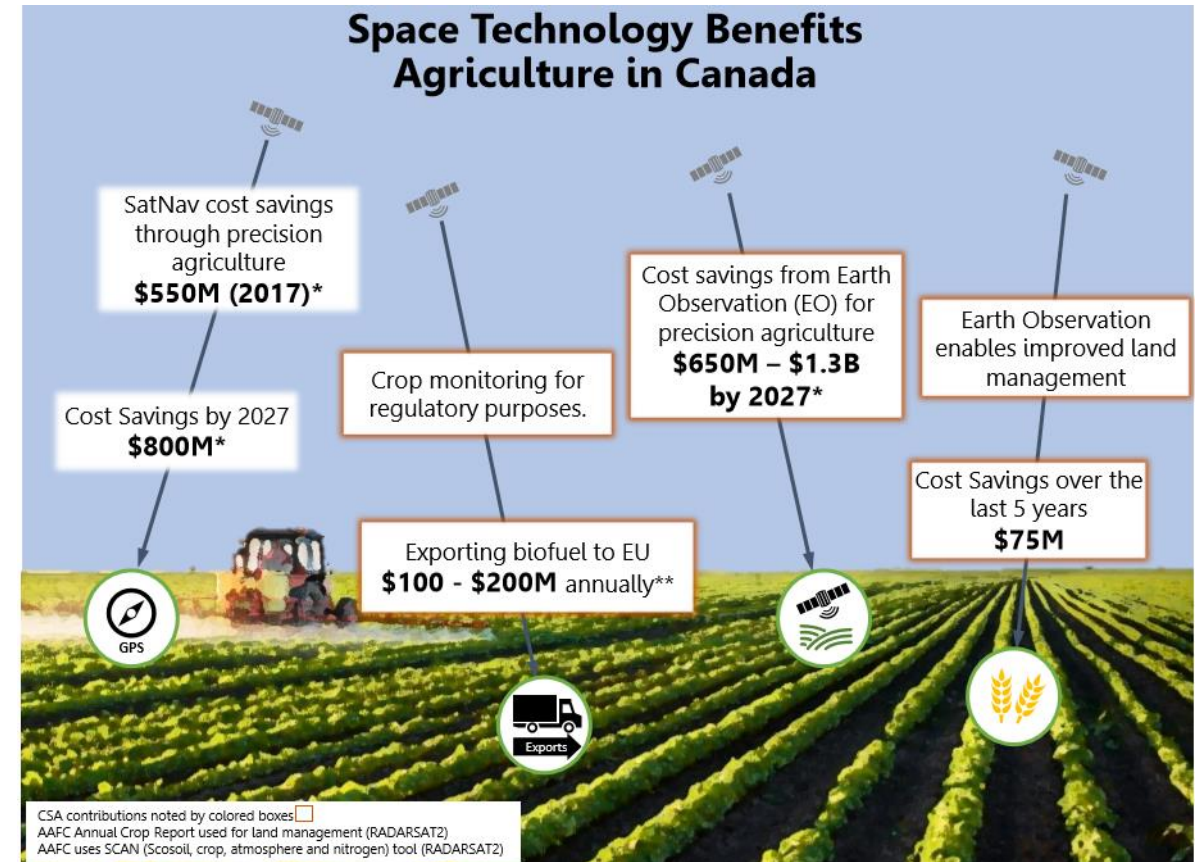 Space Technology Benefits
Agriculture in Canada
SatNav cost savings
through precision
agriculture
$550M (2017)*
Cost Savings by 2027
$800M*
GPS
Crop monitoring for
regulatory purposes.
Exporting biofuel to EU
$100 - $200M annually**
Exports
Cost savings from Earth
Observation (EO) for
precision agriculture
$650M – $1.3B
by 2027*
Earth Observation
enables improved land
management
Cost Savings over the
last 5 years
$75M
CSA contributions noted by colored boxes
AAFC Annual Crop Report used for land management (RADARSAT2)
AAFC uses SCAN (Scosoil, crop, atmosphere and nitrogen) tool (RADARSAT2)